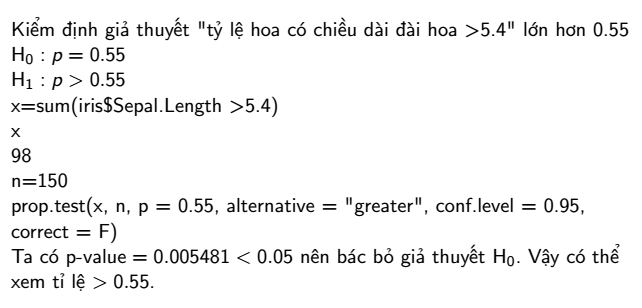 Kiểm định giả thuyết "tỷ lệ hoa có chiều dài đài hoa >5.4" lớn hơn 0.55
H₀ : p = 0.55
H₁ : p > 0.55
x=sum(iris$Sepal.Length >5.4)
x
98
n=150
prop.test(x, n, p = 0.55, alternative = "greater", conf.level = 0.95,
correct = F)
Ta có p-value = 0.005481 < 0.05 nên bác bỏ giả thuyết H₀. Vậy có thể
xem tỉ lệ > 0.55.